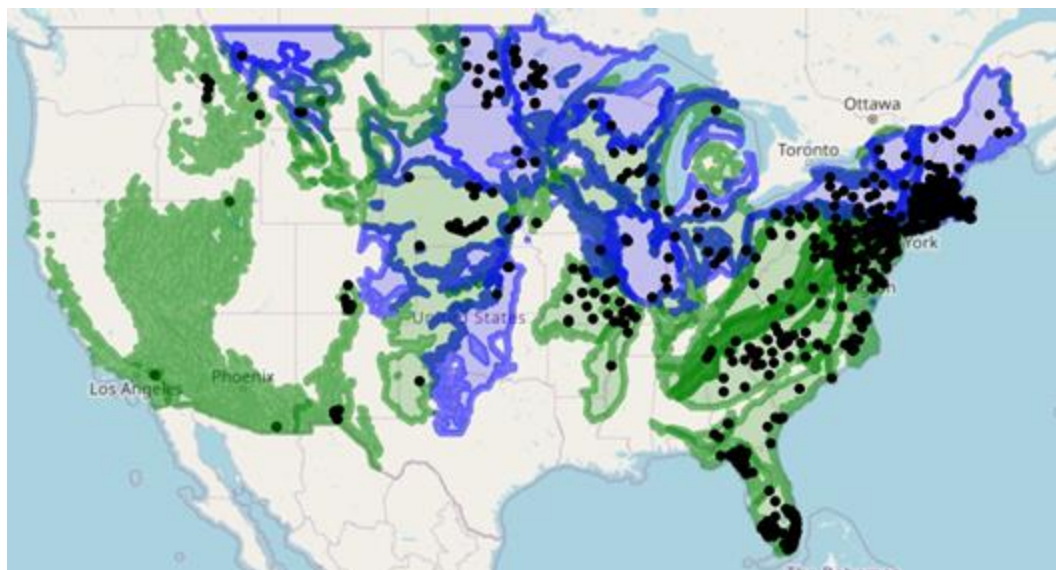 Ottawa
Toronto
York
United States
Los Angeles
Phoenix